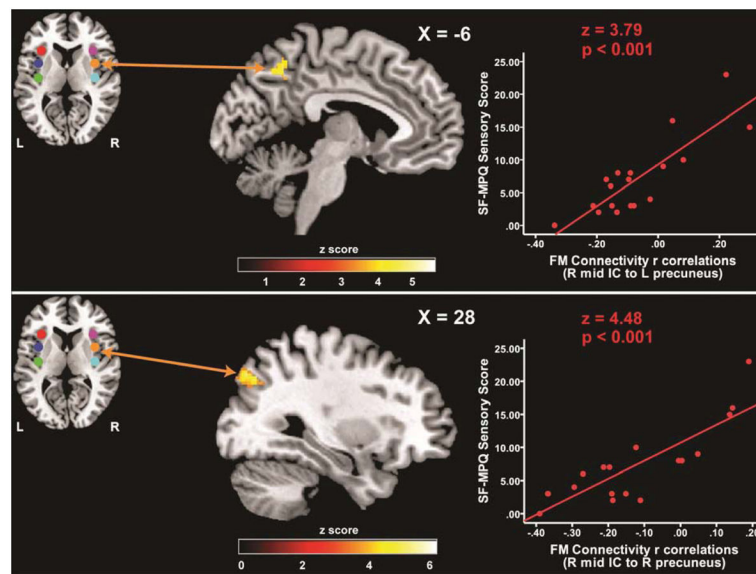 X = -6
z = 3.79
p < 0.001
L
R
SF-MPQ Sensory Score
25.00
20.00
15.00
10.00
5.00
.00
-.40
-.20
.00
.20
FM Connectivity r correlations
(R mid IC to L precuneus)
z score
1
2
3
4
5
X = 28
z = 4.48
p < 0.001
L
R
SF-MPQ Sensory Score
25.00
20.00
15.00
10.00
5.00
.00
-.40
-.30
-.20
-.10
.00
.10
.20
FM Connectivity r correlations
(R mid IC to R precuneus)
z score
0
2
4
6